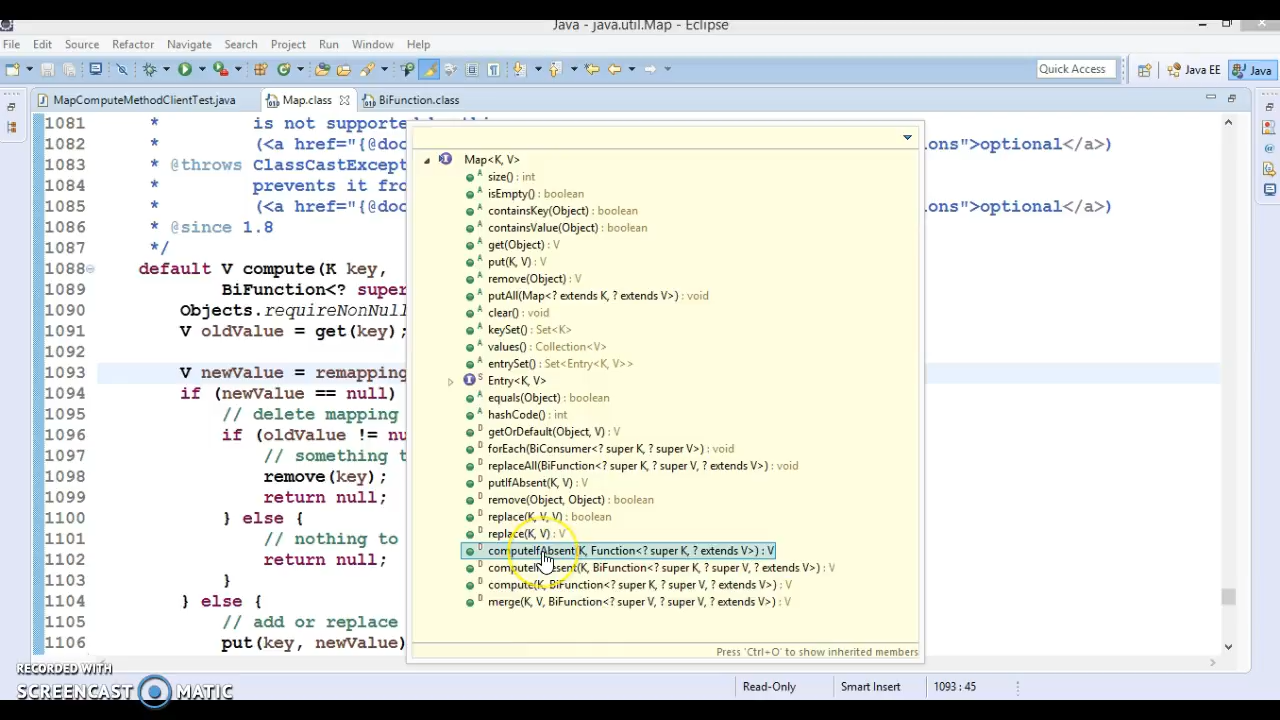 Java - java.util.Map - Eclipse
File Edit Source Refactor Navigate Search Project Run Window Help
Quick Access Java EE Java
MapComputeMethodClientTest.java Map.class BiFunction.class
1081 * is not supported
1082 * (<a href="{@doc ons">optional</a>)
1083 * @throws ClassCastExcept
1084 * prevents it fro
1085 * (<a href="{@doc ons">optional</a>)
1086 * @since 1.8
1087 */
1088 default V compute(K key,
1089 BiFunction<? super
1090 Objects.requireNonNull
1091 V oldValue = get(key);
1092
1093 V newValue = remapping
1094 if (newValue == null)
1095 // delete mapping
1096 if (oldValue != nu
1097 // something t
1098 remove(key);
1099 return null;
1100 } else {
1101 // nothing to
1102 return null;
1103 }
1104 } else {
1105 // add or replace
1106 put(key, newValue)
Map<K, V>
size() : int
isEmpty() : boolean
containsKey(Object) : boolean
containsValue(Object) : boolean
get(Object) : V
put(K, V) : V
remove(Object) : V
putAll(Map<? extends K, ? extends V>) : void
clear() : void
keySet() : Set<K>
values() : Collection<V>
entrySet() : Set<Entry<K, V>>
Entry<K, V>
equals(Object) : boolean
hashCode() : int
getOrDefault(Object, V) : V
forEach(BiConsumer<? super K, ? super V>) : void
replaceAll(BiFunction<? super K, ? super V, ? extends V>) : void
putIfAbsent(K, V) : V
remove(Object, Object) : boolean
replace(K, V, V) : boolean
replace(K, V) : V
computeIfAbsent(K, Function<? super K, ? extends V>) : V
(K, BiFunction<? super K, ? super V, ? extends V>) : V
compute(K, BiFunction<? super K, ? super V, ? extends V>) : V
merge(K, V, BiFunction<? super V, ? super V, ? extends V>) : V
Press 'Ctrl+O' to show inherited members
Read-Only Smart Insert 1093 : 45
RECORDED WITH
SCREENCAST MATIC